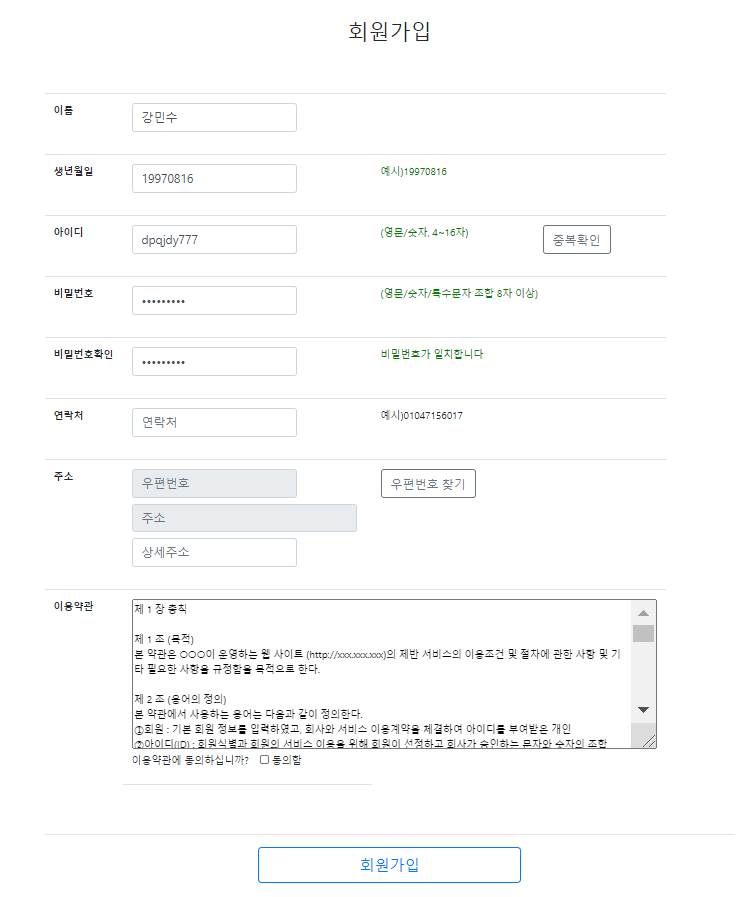 회원가입
이름
강민수
생년월일
19970816
예시)19970816
아이디
dpqjdy777
(영문/숫자, 4~16자)
중복확인
비밀번호
•••••••••
(영문/숫자/특수문자 조합 8자 이상)
비밀번호확인
•••••••••
비밀번호가 일치합니다
연락처
연락처
예시)01047156017
주소
우편번호
우편번호 찾기
주소
상세주소
이용약관
제 1 장 총칙
제 1 조 (목적)
본 약관은 OOO이 운영하는 웹 사이트 (http://xxx.xxx.xxx)의 제반 서비스의 이용조건 및 절차에 관한 사항 및 기
타 필요한 사항을 규정함을 목적으로 한다.
제 2 조 (용어의 정의)
본 약관에서 사용하는 용어는 다음과 같이 정의한다.
①회원 : 기본 회원 정보를 입력하였고, 회사와 서비스 이용계약을 체결하여 아이디를 부여받은 개인
②아이디(ID) : 회원식별과 회원의 서비스 이용을 위해 회원이 선정하고 회사가 승인하는 문자와 숫자의 조합
이용약관에 동의하십니까? 동의함
회원가입